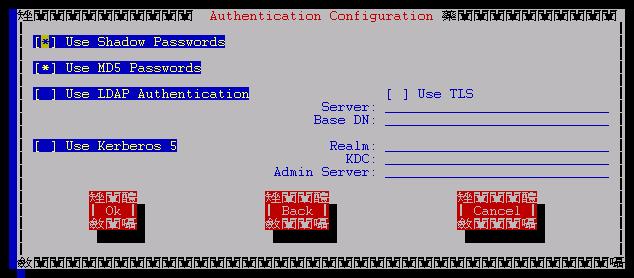 Authentication Configuration
[*] Use Shadow Passwords
[*] Use MD5 Passwords
[ ] Use LDAP Authentication [ ] Use TLS
Server:
Base DN:
[ ] Use Kerberos 5 Realm:
KDC:
Admin Server:
Ok Back Cancel